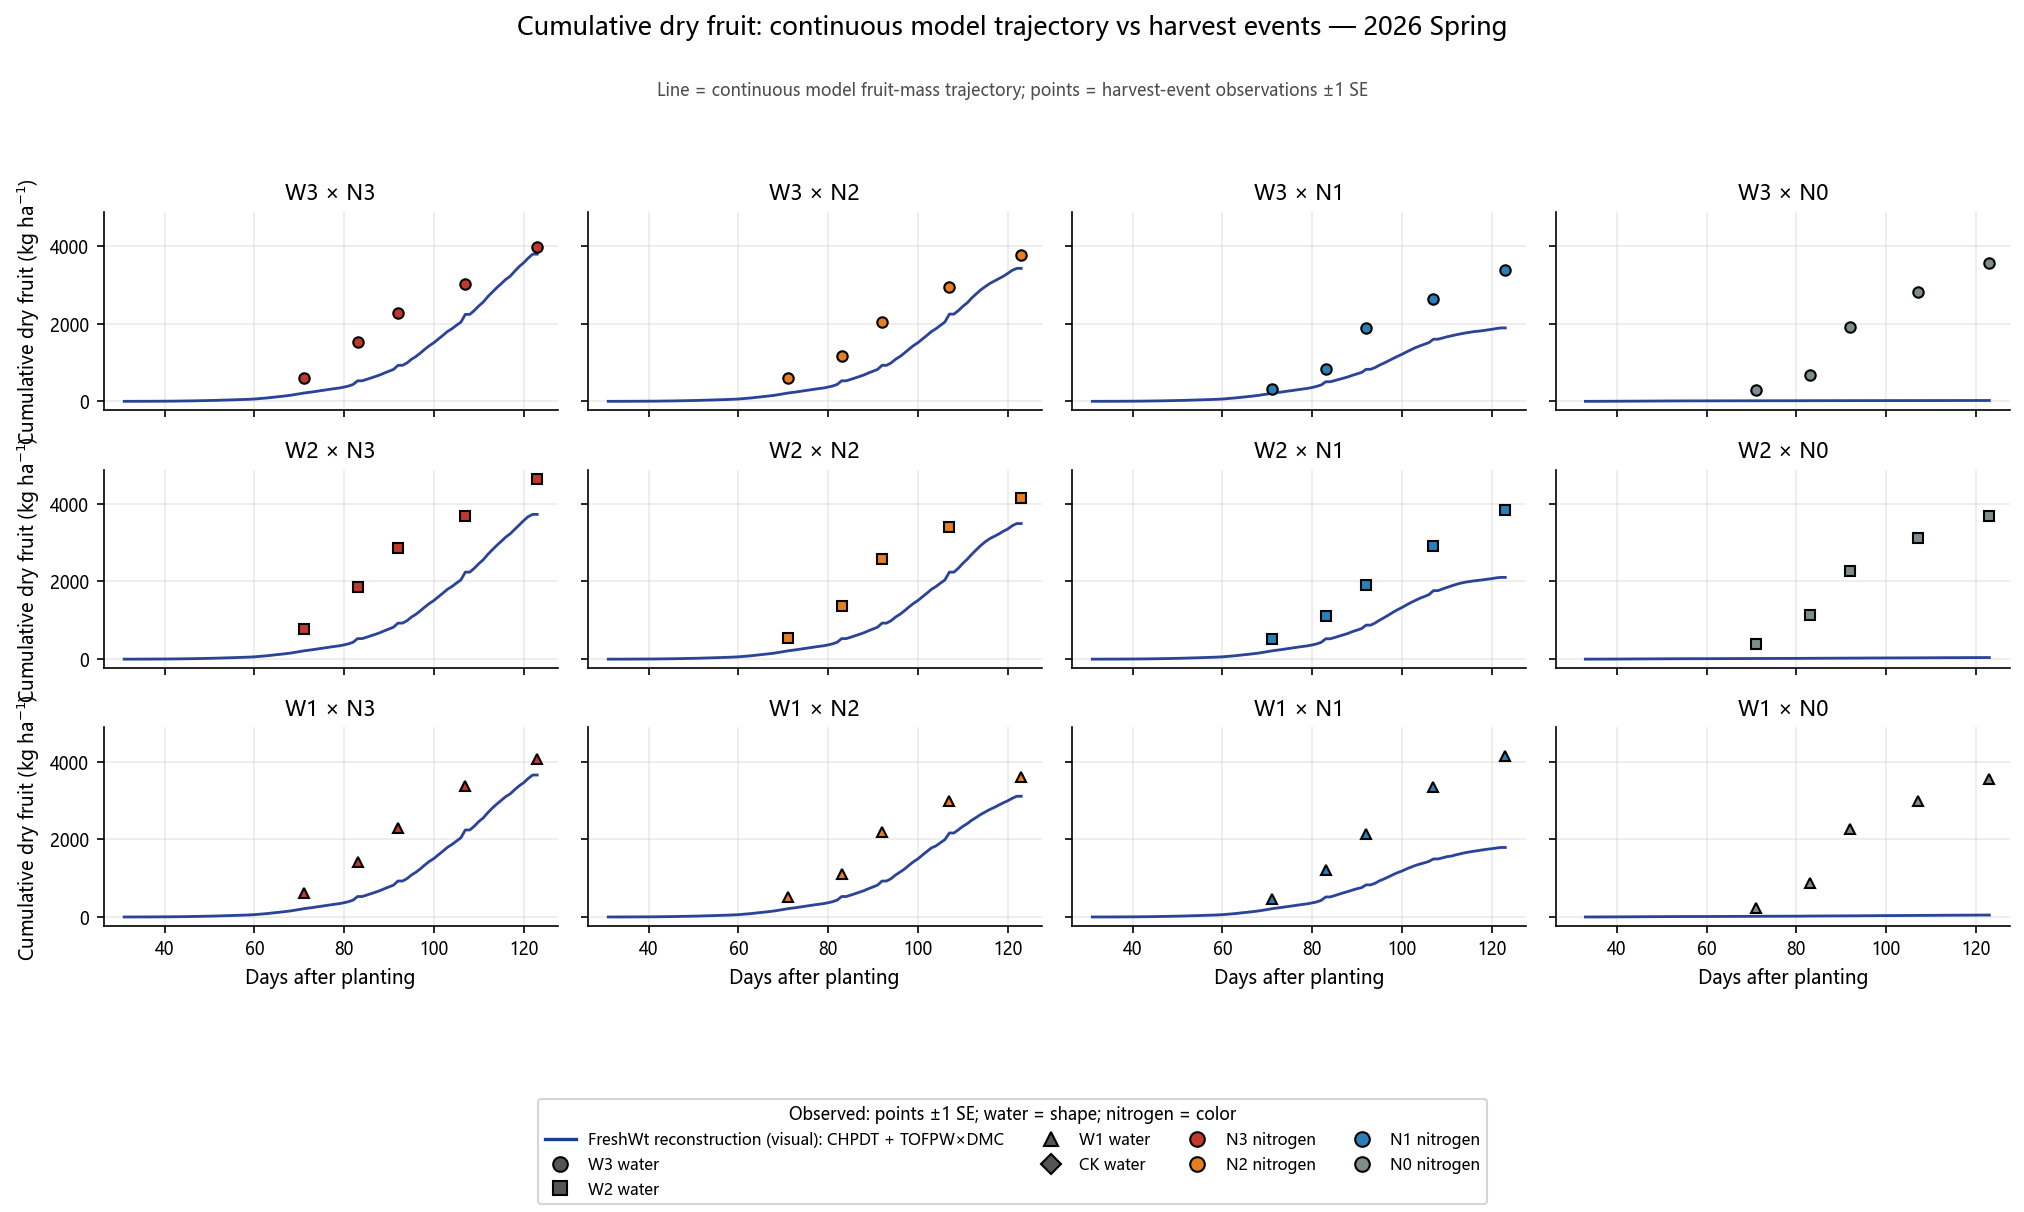 Cumulative dry fruit: continuous model trajectory vs harvest events — 2026 Spring
Line = continuous model fruit-mass trajectory; points = harvest-event observations ±1 SE
W3 × N3
W3 × N2
W3 × N1
W3 × N0
Cumulative dry fruit (kg ha⁻¹)
4000
2000
0
W2 × N3
W2 × N2
W2 × N1
W2 × N0
Cumulative dry fruit (kg ha⁻¹)
4000
2000
0
W1 × N3
W1 × N2
W1 × N1
W1 × N0
Cumulative dry fruit (kg ha⁻¹)
4000
2000
0
40 60 80 100 120
40 60 80 100 120
40 60 80 100 120
40 60 80 100 120
Days after planting
Days after planting
Days after planting
Days after planting
Observed: points ±1 SE; water = shape; nitrogen = color
FreshWt reconstruction (visual): CHPDT + TOFPW×DMC
W3 water
W2 water
W1 water
CK water
N3 nitrogen
N2 nitrogen
N1 nitrogen
N0 nitrogen